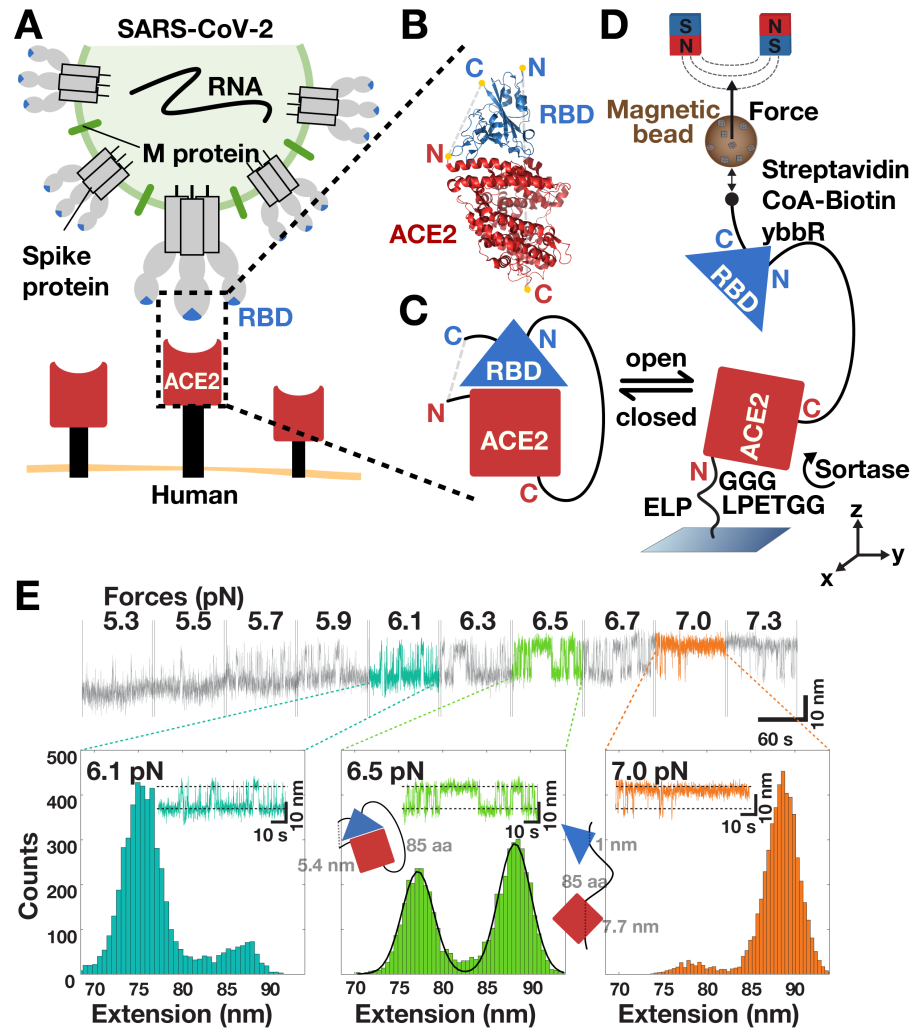 A
SARS-CoV-2
RNA
M protein
Spike
protein
RBD
ACE2
Human
B
C
N
RBD
N
ACE2
C
C
C
N
RBD
N
ACE2
C
open
closed
D
S
N
N
S
Magnetic
bead
Force
Streptavidin
CoA-Biotin
ybbR
C
N
RBD
ACE2
C
N
GGG
Sortase
ELP
LPETGG
z
y
x
E
Forces (pN)
5.3 5.5 5.7 5.9 6.1 6.3 6.5 6.7 7.0 7.3
10 nm
60 s
Counts
500
400
300
200
100
0
6.1 pN
10 nm
10 s
70 75 80 85 90
Extension (nm)
6.5 pN
10 nm
10 s
85 aa
5.4 nm
1 nm
85 aa
7.7 nm
70 75 80 85 90
Extension (nm)
7.0 pN
10 nm
10 s
70 75 80 85 90
Extension (nm)